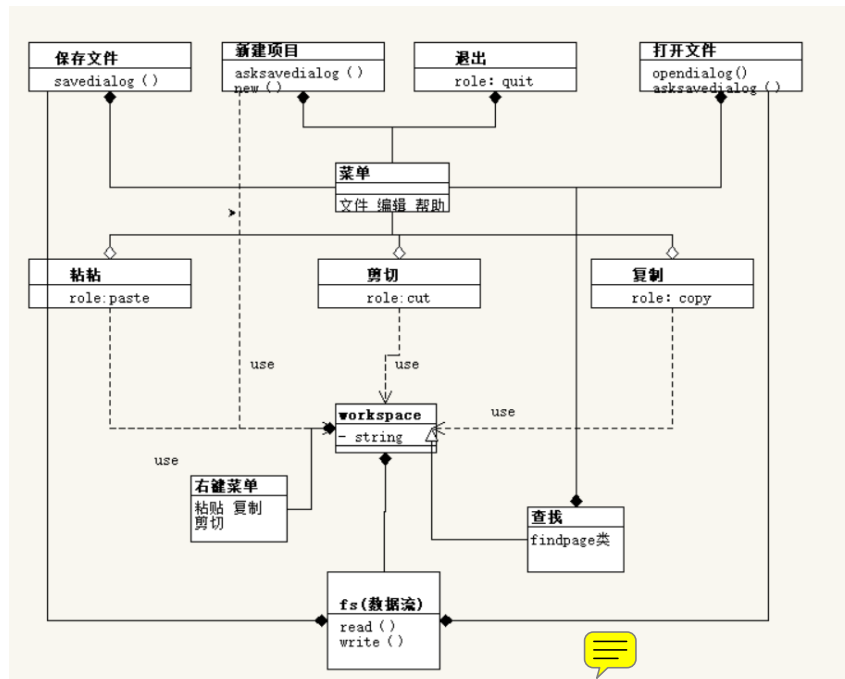 保存文件
savedialog ()
新建项目
asksavedialog ()
new ()
退出
role: quit
打开文件
opendialog()
asksavedialog ()
菜单
文件 编辑 帮助
粘粘
role:paste
剪切
role:cut
复制
role: copy
use
use
use
use
workspace
- string
右键菜单
粘贴 复制
剪切
查找
findpage类
fs(数据流)
read ()
write ()